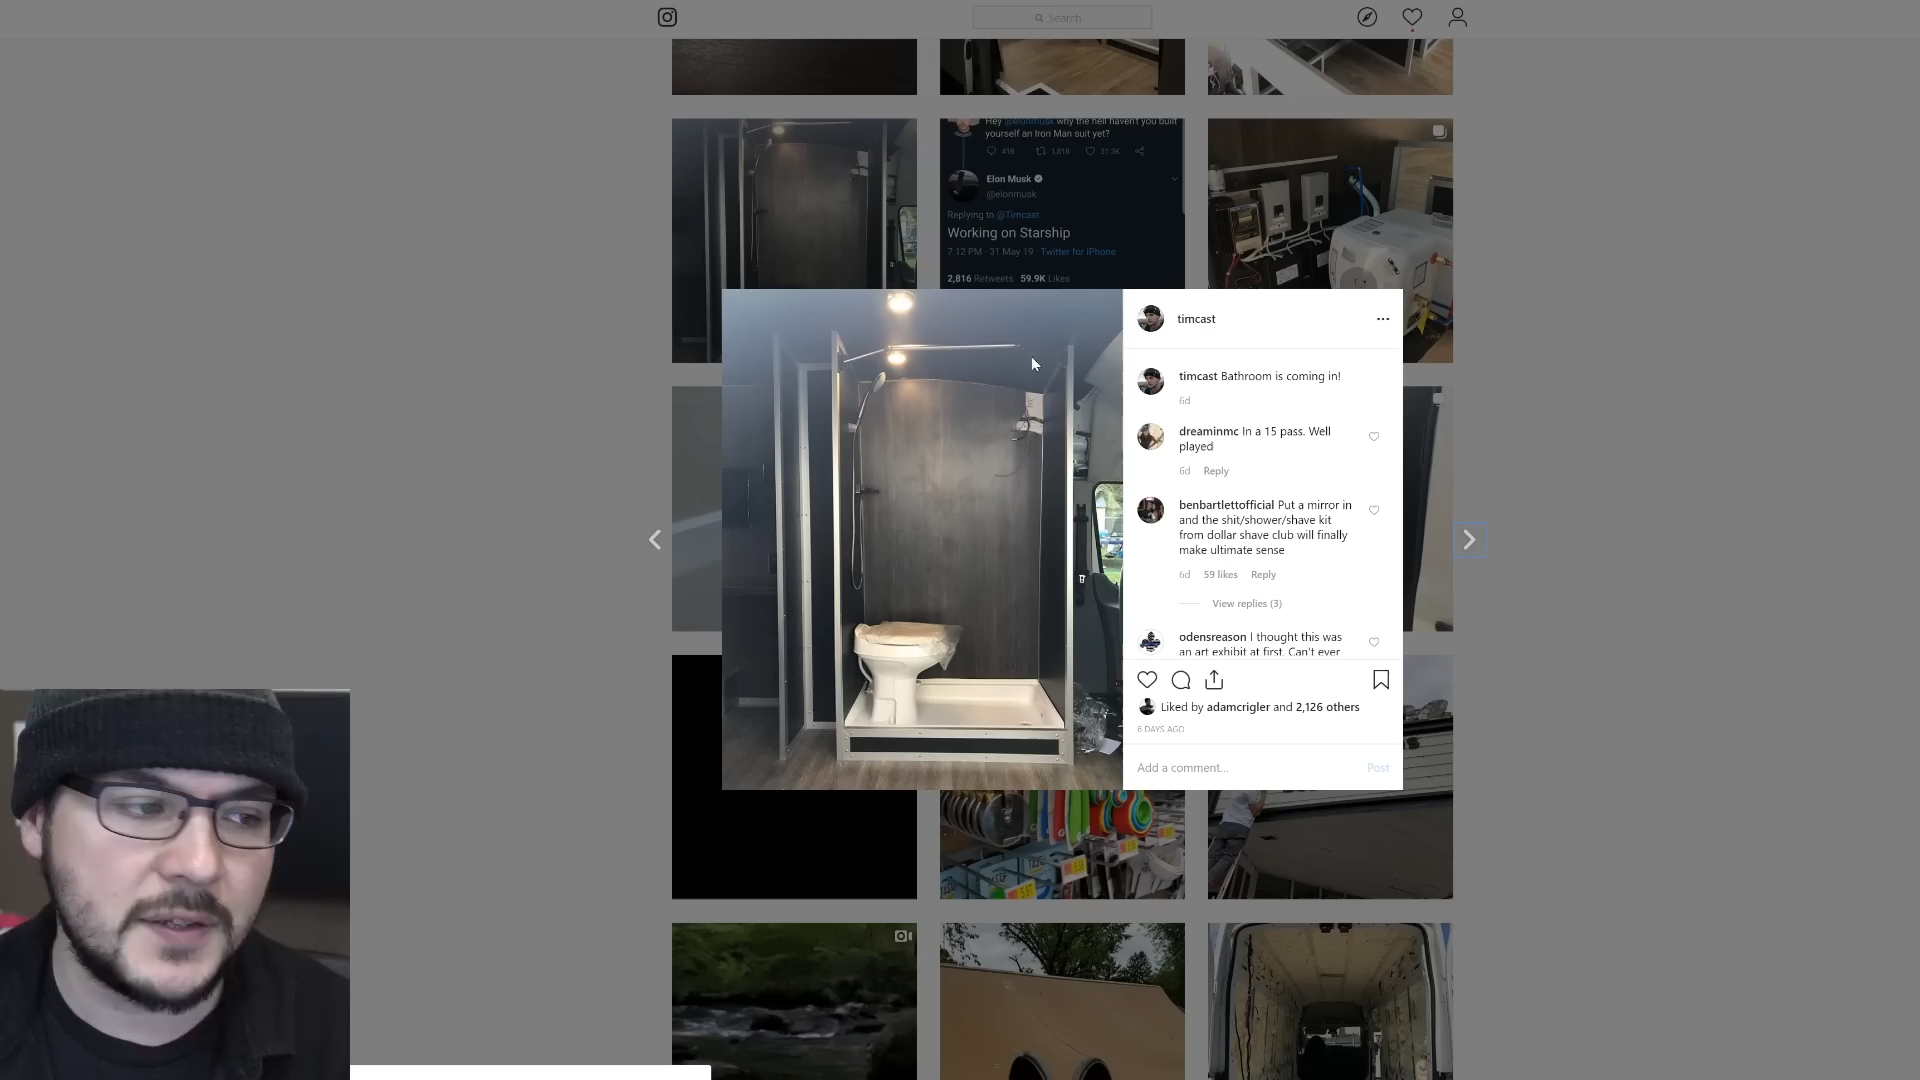 Search
Hey @elonmusk why the hell haven't you built
yourself an Iron Man suit yet?
418 1,818 31.3K
Elon Musk
@elonmusk
Replying to @Timcast
Working on Starship
7:12 PM · 31 May 19 · Twitter for iPhone
2,816 Retweets 59.9K Likes
timcast
timcast Bathroom is coming in!
6d
dreaminmc In a 15 pass. Well
played
6d Reply
benbartlettofficial Put a mirror in
and the shit/shower/shave kit
from dollar shave club will finally
make ultimate sense
6d 59 likes Reply
View replies (3)
odensreason I thought this was
an art exhibit at first. Can't ever
Liked by adamcrigler and 2,126 others
6 DAYS AGO
Add a comment... Post